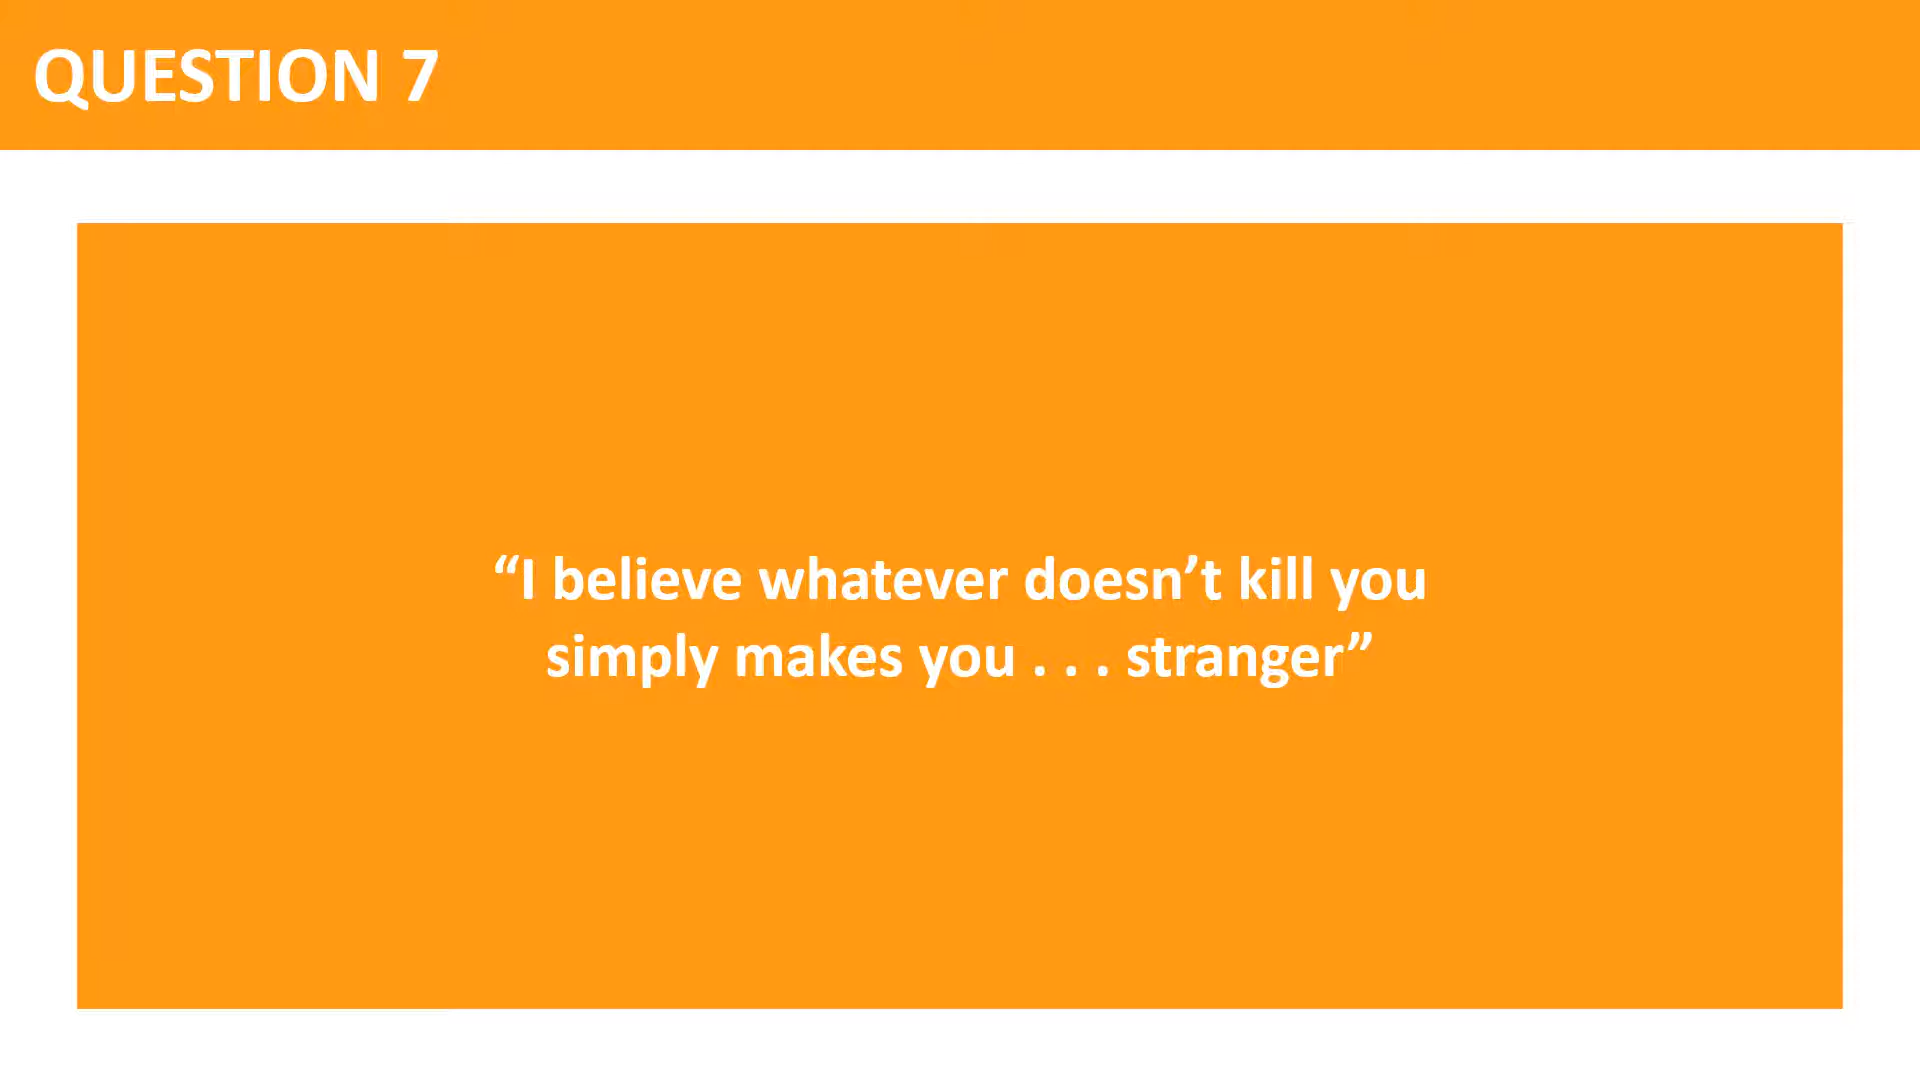 QUESTION 7
“I believe whatever doesn’t kill you
simply makes you . . . stranger”